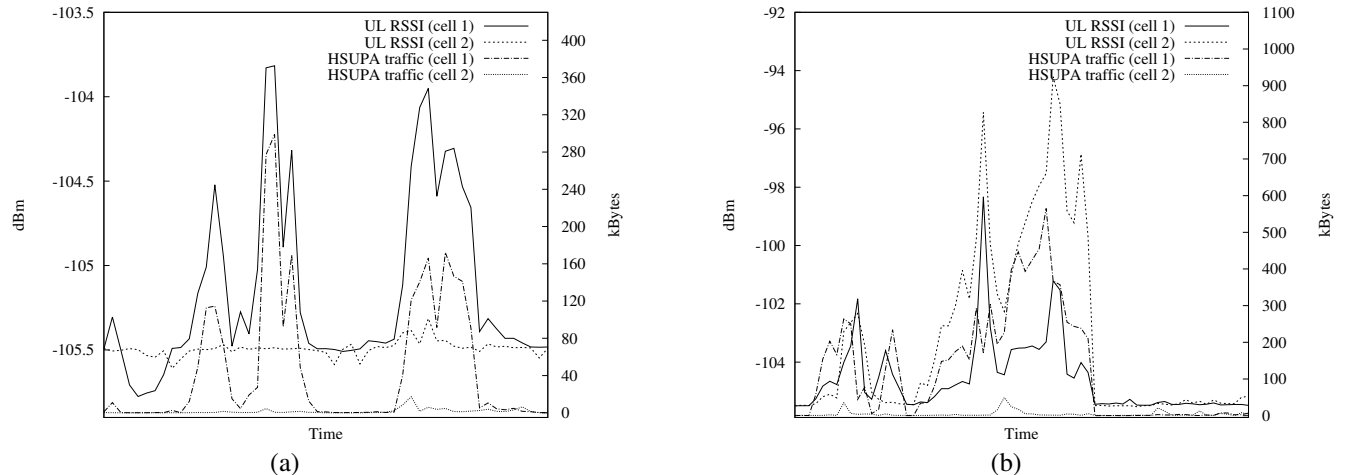 -103.5
-104
-104.5
-105
-105.5
dBm
UL RSSI (cell 1)
UL RSSI (cell 2)
HSUPA traffic (cell 1)
HSUPA traffic (cell 2)
400
360
320
280
240
200
160
120
80
40
0
kBytes
Time
(a)
-92
-94
-96
-98
-100
-102
-104
dBm
UL RSSI (cell 1)
UL RSSI (cell 2)
HSUPA traffic (cell 1)
HSUPA traffic (cell 2)
1100
1000
900
800
700
600
500
400
300
200
100
0
kBytes
Time
(b)